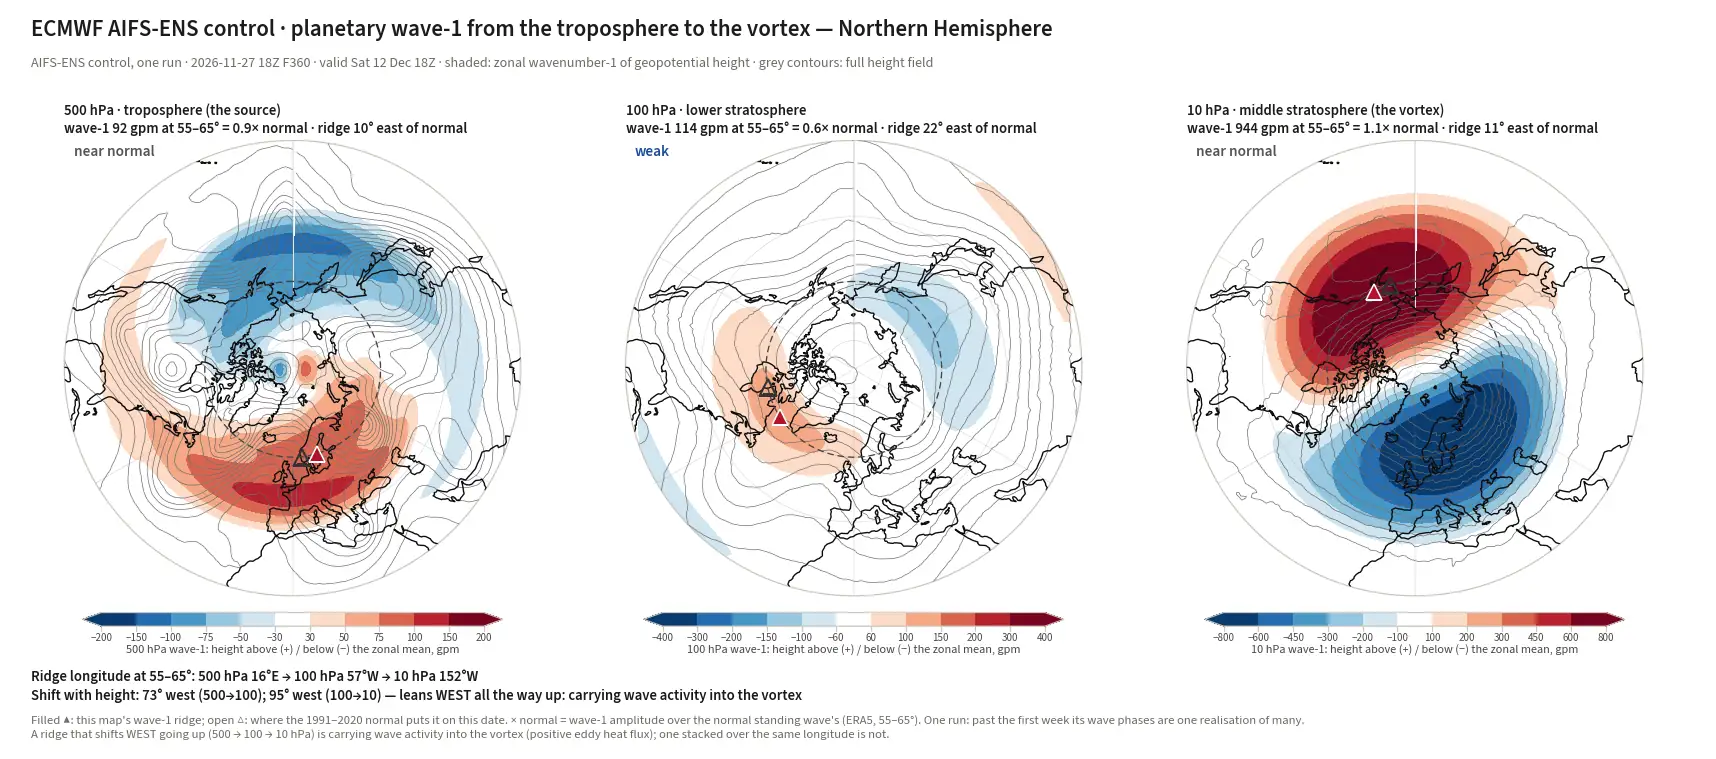 ECMWF AIFS-ENS control · planetary wave-1 from the troposphere to the vortex — Northern Hemisphere
AIFS-ENS control, one run · 2026-11-27 18Z F360 · valid Sat 12 Dec 18Z · shaded: zonal wavenumber-1 of geopotential height · grey contours: full height field
500 hPa · troposphere (the source)
wave-1 92 gpm at 55–65° = 0.9× normal · ridge 10° east of normal
near normal
100 hPa · lower stratosphere
wave-1 114 gpm at 55–65° = 0.6× normal · ridge 22° east of normal
weak
10 hPa · middle stratosphere (the vortex)
wave-1 944 gpm at 55–65° = 1.1× normal · ridge 11° east of normal
near normal
−200 −150 −100 −75 −50 −30 30 50 75 100 150 200
500 hPa wave-1: height above (+) / below (−) the zonal mean, gpm
−400 −300 −200 −150 −100 −60 60 100 150 200 300 400
100 hPa wave-1: height above (+) / below (−) the zonal mean, gpm
−800 −600 −450 −300 −200 −100 100 200 300 450 600 800
10 hPa wave-1: height above (+) / below (−) the zonal mean, gpm
Ridge longitude at 55–65°: 500 hPa 16°E → 100 hPa 57°W → 10 hPa 152°W
Shift with height: 73° west (500→100); 95° west (100→10) — leans WEST all the way up: carrying wave activity into the vortex
Filled ▲: this map's wave-1 ridge; open △: where the 1991–2020 normal puts it on this date. × normal = wave-1 amplitude over the normal standing wave's (ERA5, 55–65°). One run: past the first week its wave phases are one realisation of many.
A ridge that shifts WEST going up (500 → 100 → 10 hPa) is carrying wave activity into the vortex (positive eddy heat flux); one stacked over the same longitude is not.